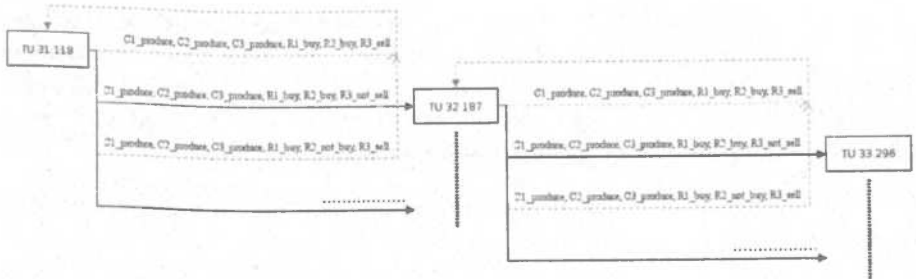 C1_produce, C2_produce, C3_produce, R1_buy, R2_buy, R3_sell
TU 31 118
C1_produce, C2_produce, C3_produce, R1_buy, R2_buy, R3_not_sell
C1_produce, C2_produce, C3_produce, R1_buy, R2_not_buy, R3_sell
............
TU 32 187
C1_produce, C2_produce, C3_produce, R1_buy, R2_buy, R3_sell
C1_produce, C2_produce, C3_produce, R1_buy, R2_buy, R3_not_sell
TU 33 296
C1_produce, C2_produce, C3_produce, R1_buy, R2_not_buy, R3_sell
............